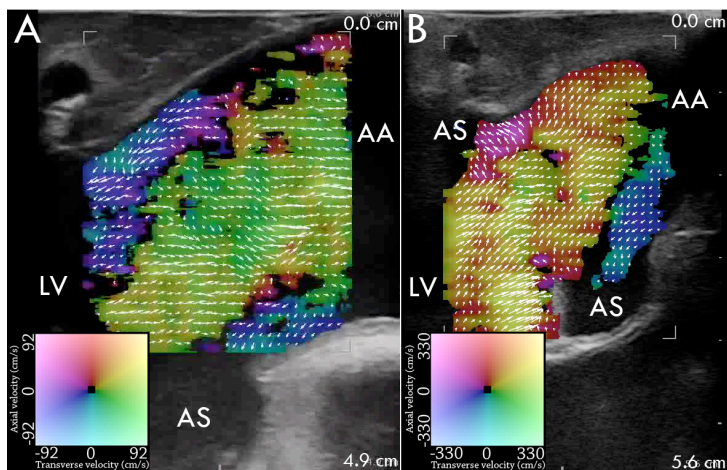 A
0.0 cm
AA
LV
AS
4.9 cm
Axial velocity (cm/s)
92
0
-92
-92 0 92
Transverse velocity (cm/s)
B
0.0 cm
AS
AA
LV
AS
5.6 cm
Axial velocity (cm/s)
330
0
-330
-330 0 330
Transverse velocity (cm/s)